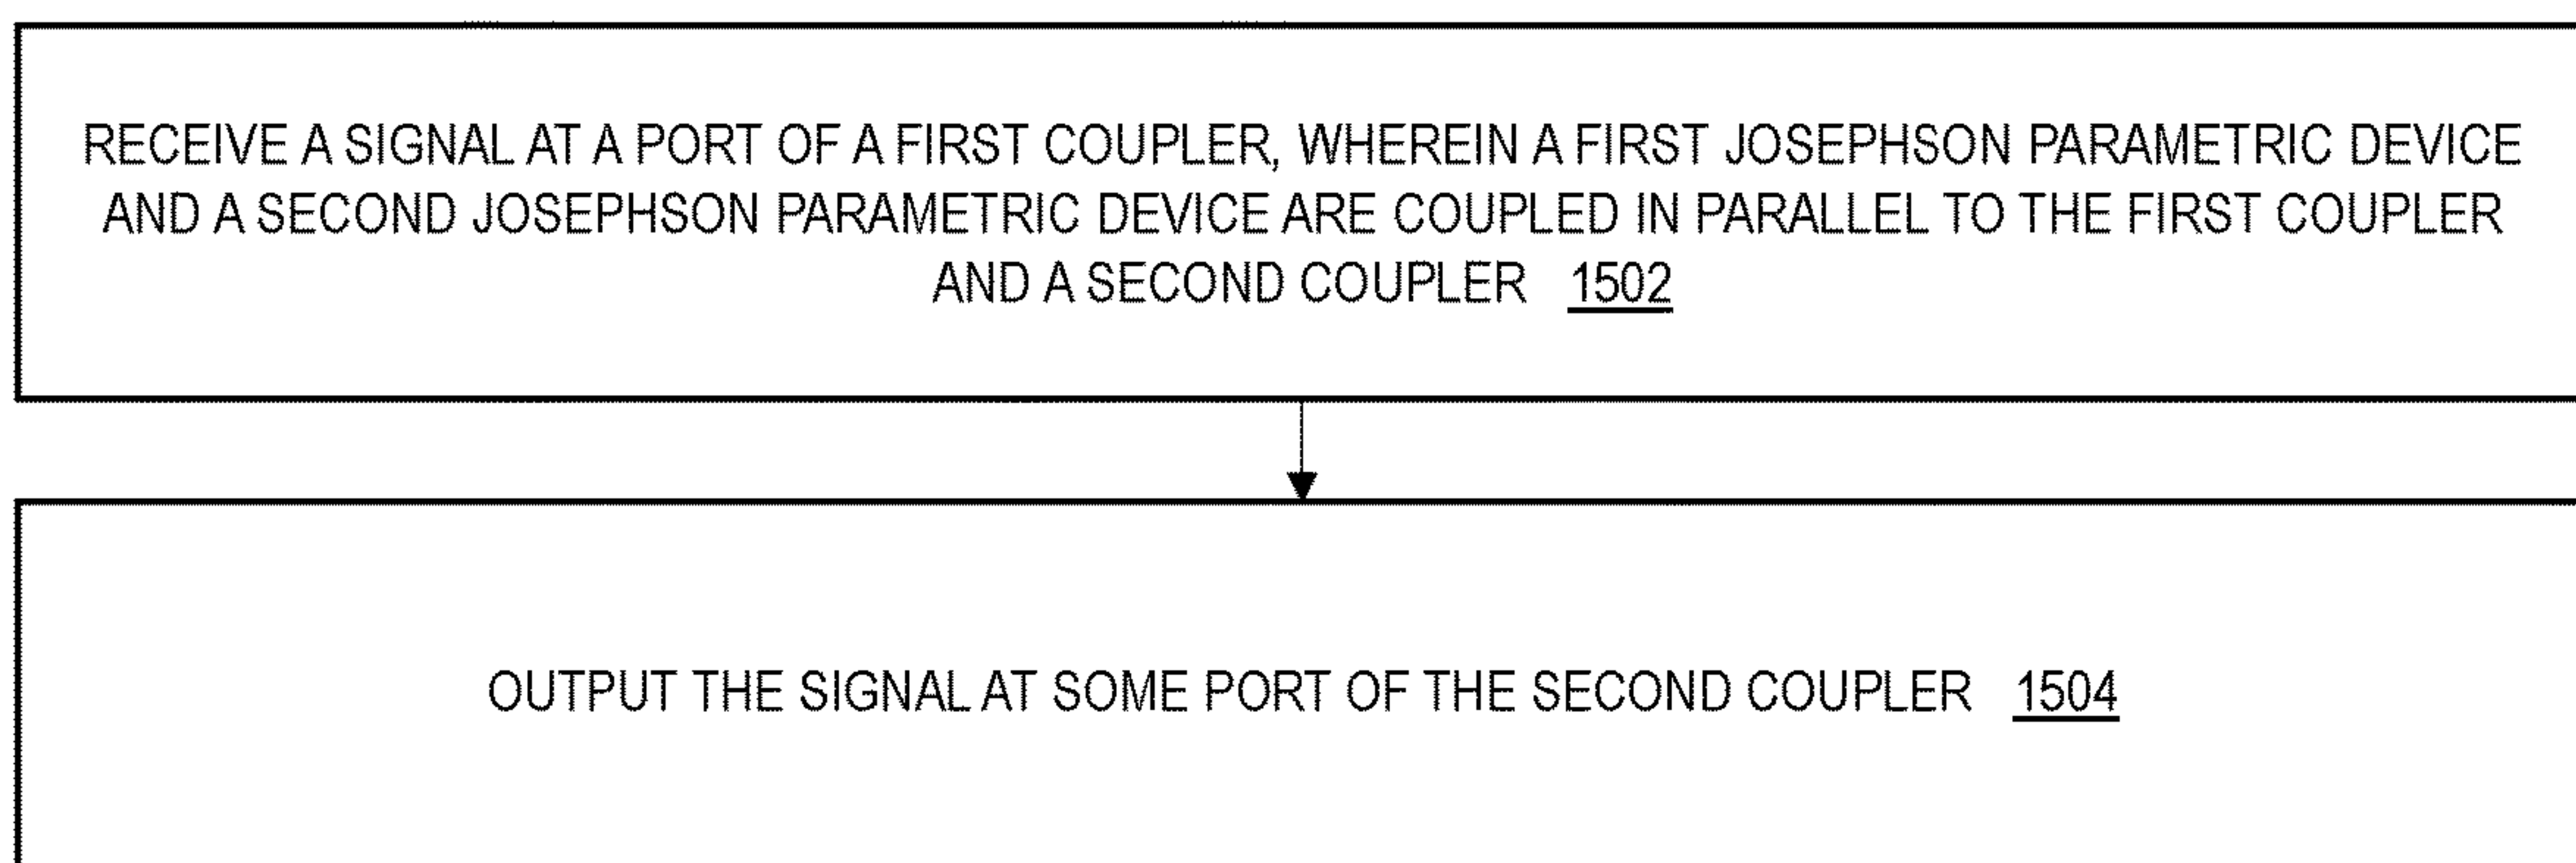 RECEIVE A SIGNAL AT A PORT OF A FIRST COUPLER, WHEREIN A FIRST JOSEPHSON PARAMETRIC DEVICE
AND A SECOND JOSEPHSON PARAMETRIC DEVICE ARE COUPLED IN PARALLEL TO THE FIRST COUPLER
AND A SECOND COUPLER 1502
OUTPUT THE SIGNAL AT SOME PORT OF THE SECOND COUPLER 1504